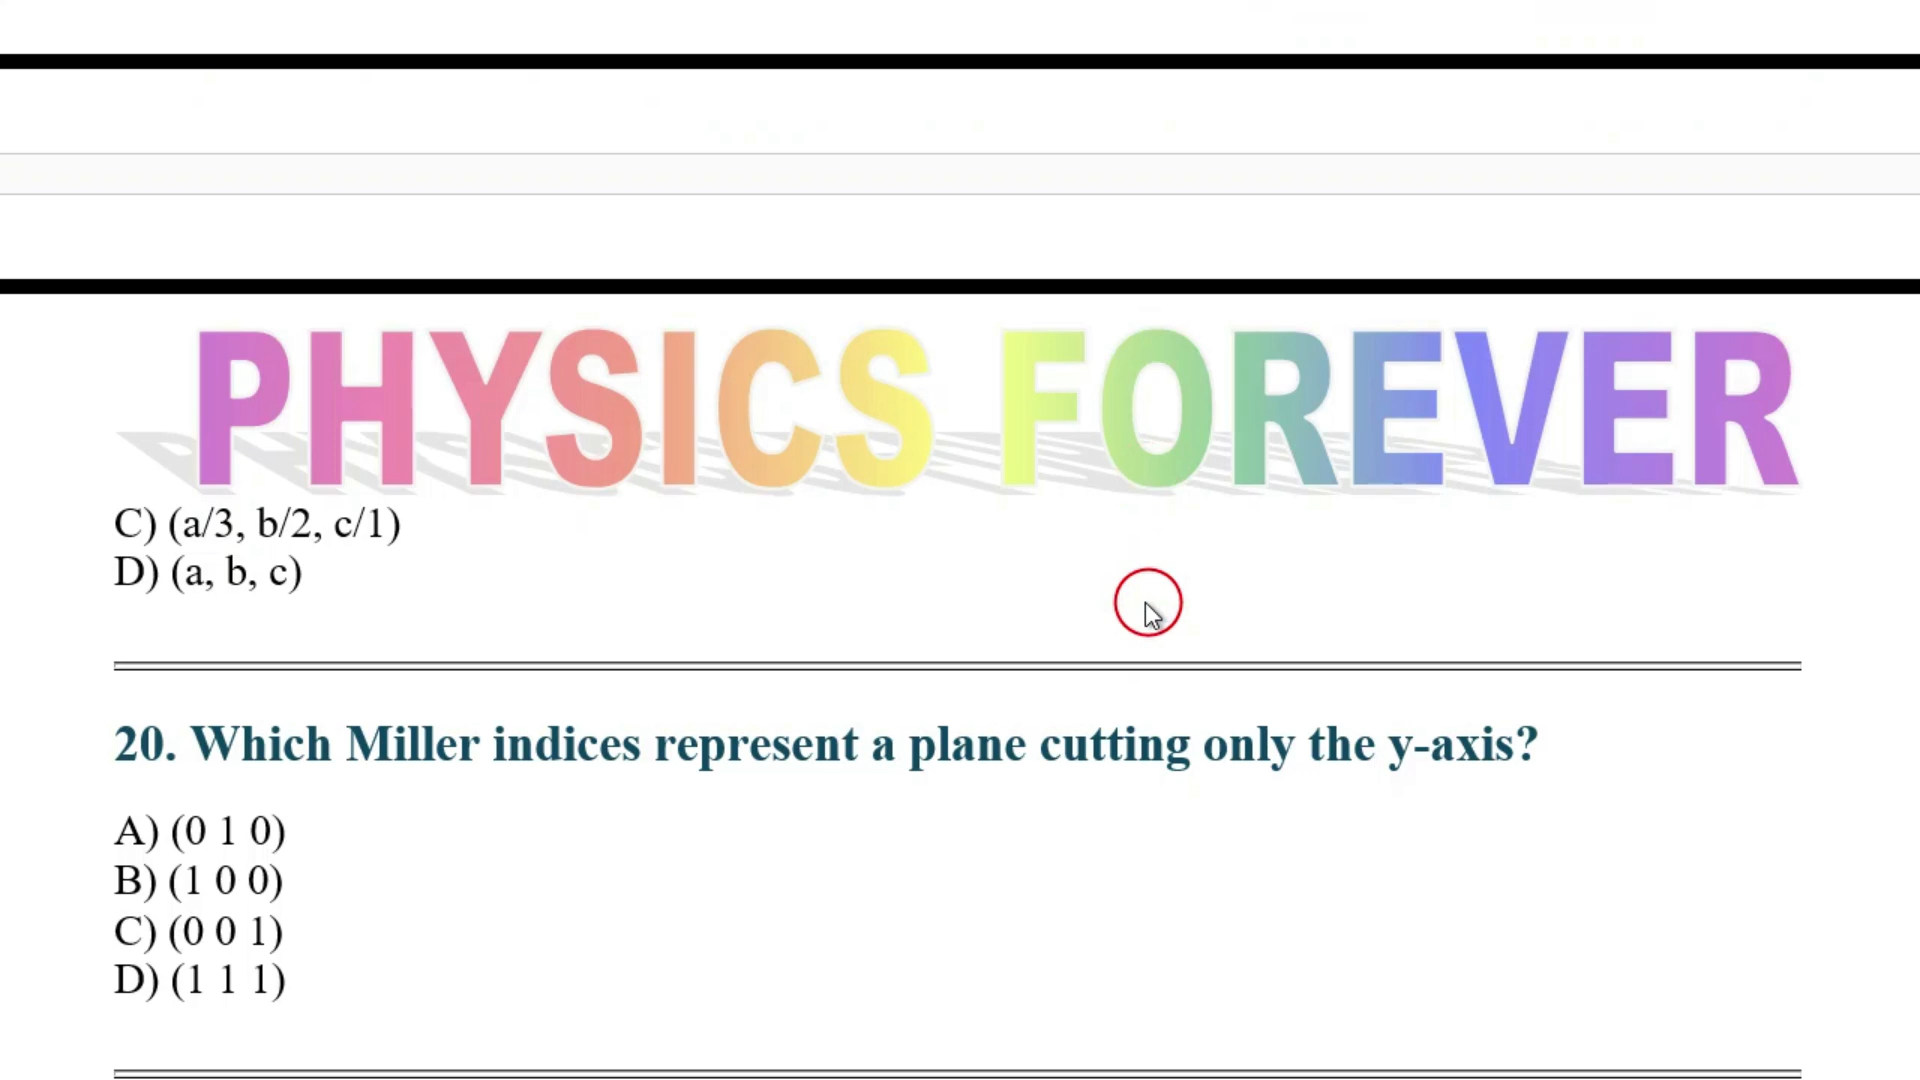 PHYSICS FOREVER
C) (a/3, b/2, c/1)
D) (a, b, c)
20. Which Miller indices represent a plane cutting only the y-axis?
A) (0 1 0)
B) (1 0 0)
C) (0 0 1)
D) (1 1 1)